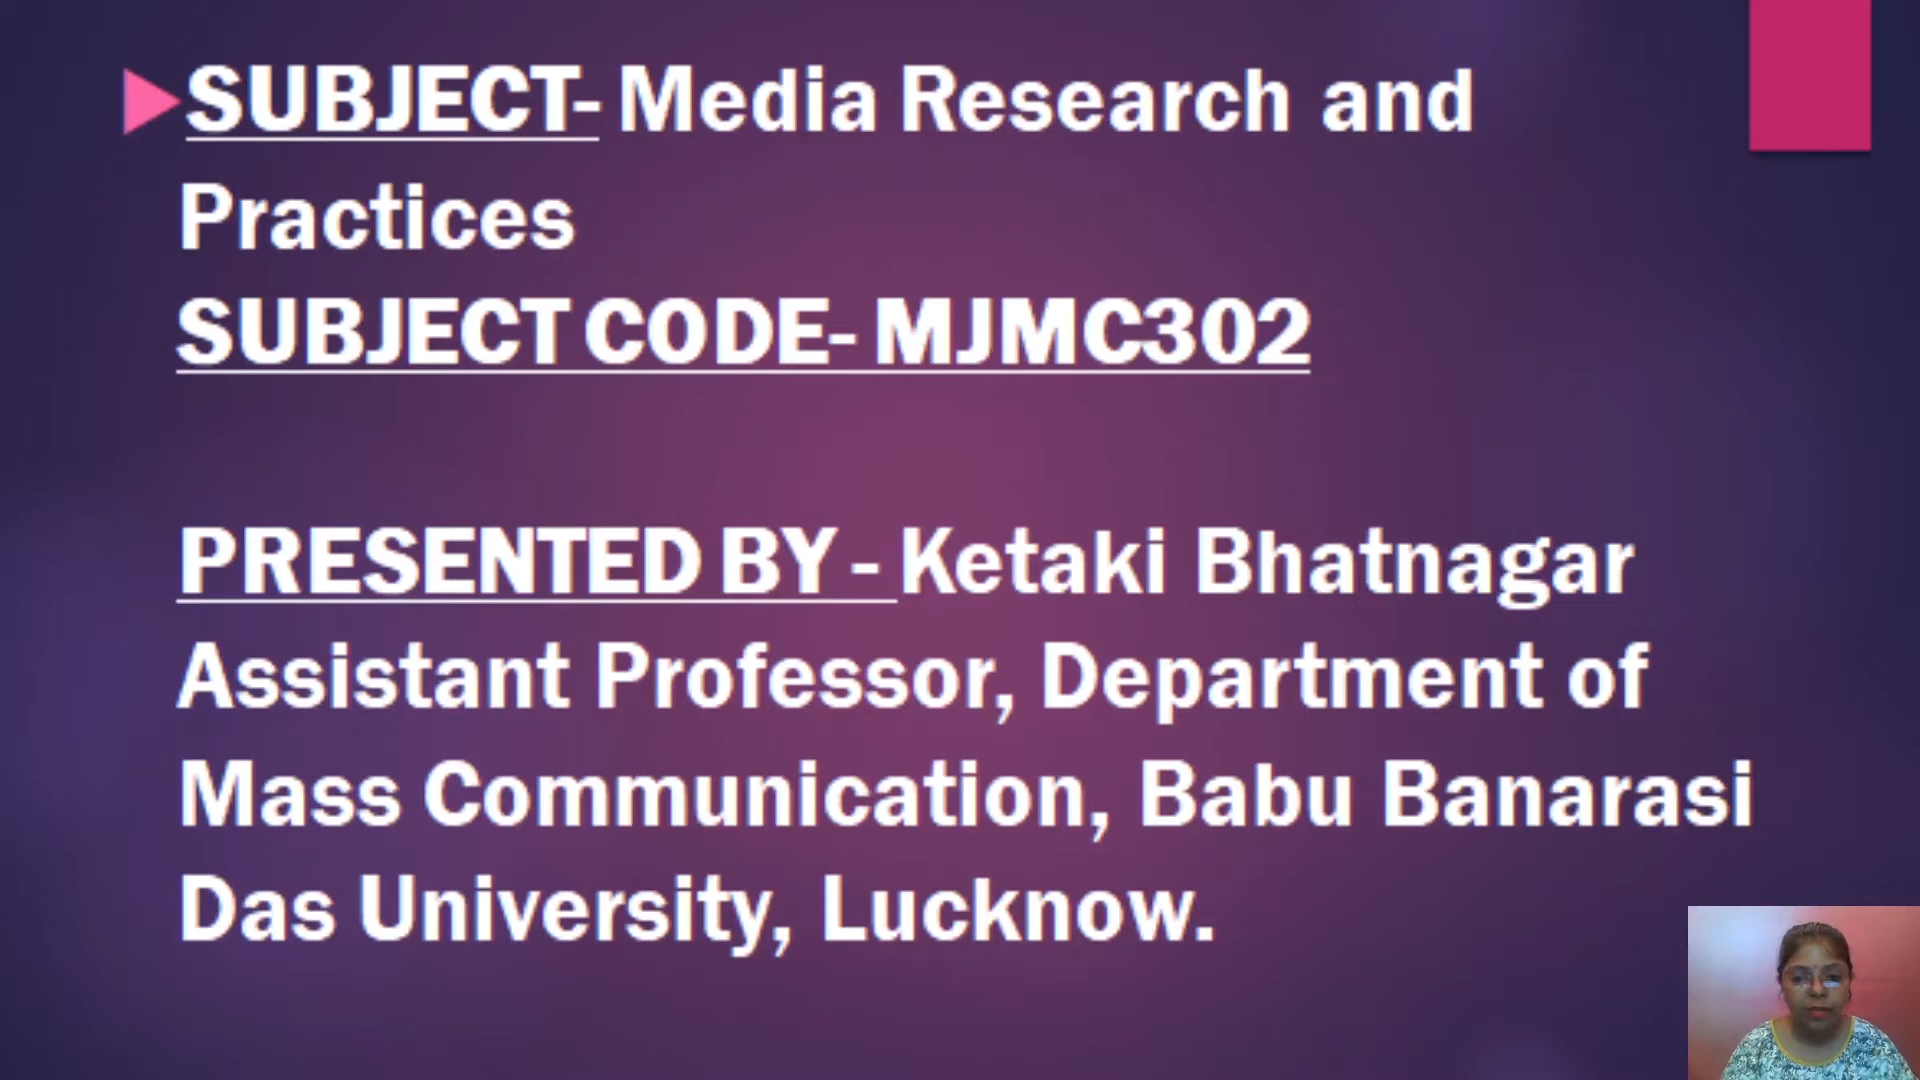 SUBJECT- Media Research and
Practices
SUBJECT CODE- MJMC302
PRESENTED BY - Ketaki Bhatnagar
Assistant Professor, Department of
Mass Communication, Babu Banarasi
Das University, Lucknow.